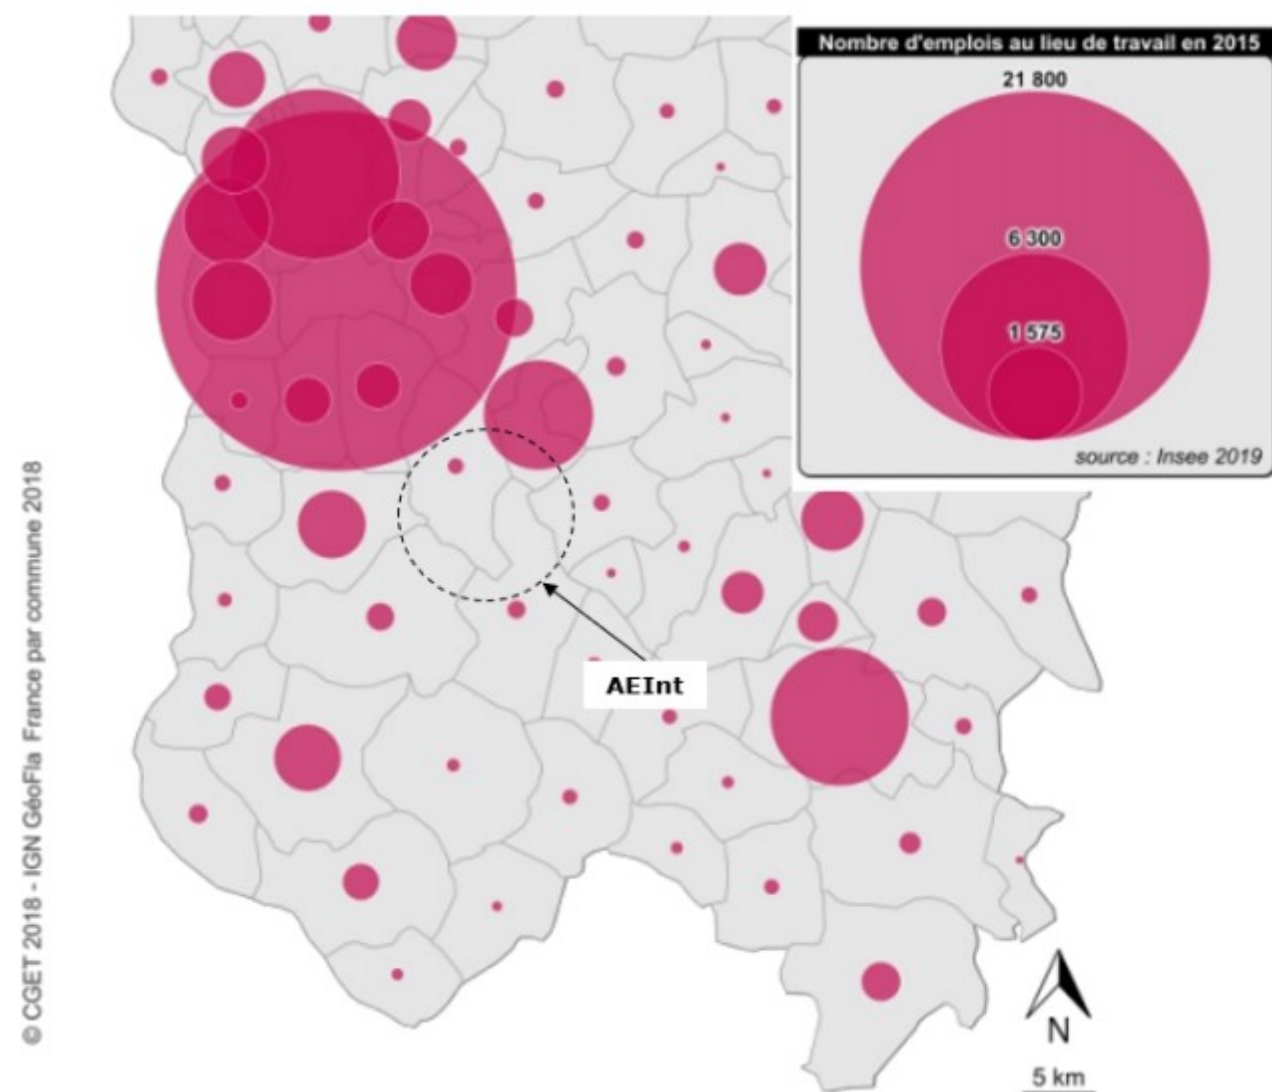 Nombre d'emplois au lieu de travail en 2015
21 800
6 300
1 575
source : Insee 2019
AEInt
N
5 km
© CGET 2018 - IGN GéoFla France par commune 2018